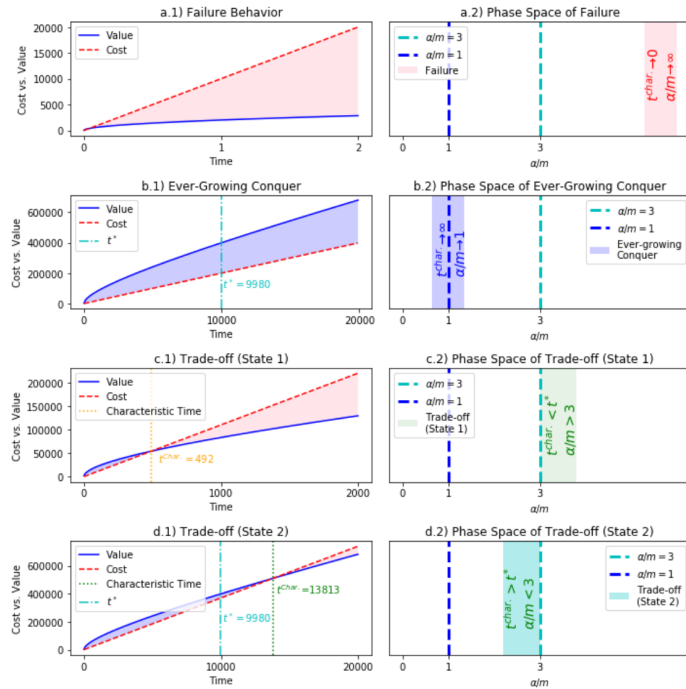 a.1) Failure Behavior
Cost vs. Value
20000
15000
10000
5000
0
Value
Cost
0
1
2
Time
a.2) Phase Space of Failure
α/m = 3
α/m = 1
Failure
t^char. →0
α/m→∞
0
1
3
α/m
b.1) Ever-Growing Conquer
Cost vs. Value
600000
400000
200000
0
Value
Cost
t*
t* = 9980
0
10000
20000
Time
b.2) Phase Space of Ever-Growing Conquer
t^char. →∞
α/m→1
α/m = 3
α/m = 1
Ever-growing
Conquer
0
1
3
α/m
c.1) Trade-off (State 1)
Cost vs. Value
200000
150000
100000
50000
0
Value
Cost
Characteristic Time
t^Char. = 492
0
1000
2000
Time
c.2) Phase Space of Trade-off (State 1)
α/m = 3
α/m = 1
Trade-off
(State 1)
t^char. < t*
α/m > 3
0
1
3
α/m
d.1) Trade-off (State 2)
Cost vs. Value
600000
400000
200000
0
Value
Cost
Characteristic Time
t*
t^Char. =13813
t* = 9980
0
10000
20000
Time
d.2) Phase Space of Trade-off (State 2)
t^char. > t*
α/m < 3
α/m = 3
α/m = 1
Trade-off
(State 2)
0
1
3
α/m